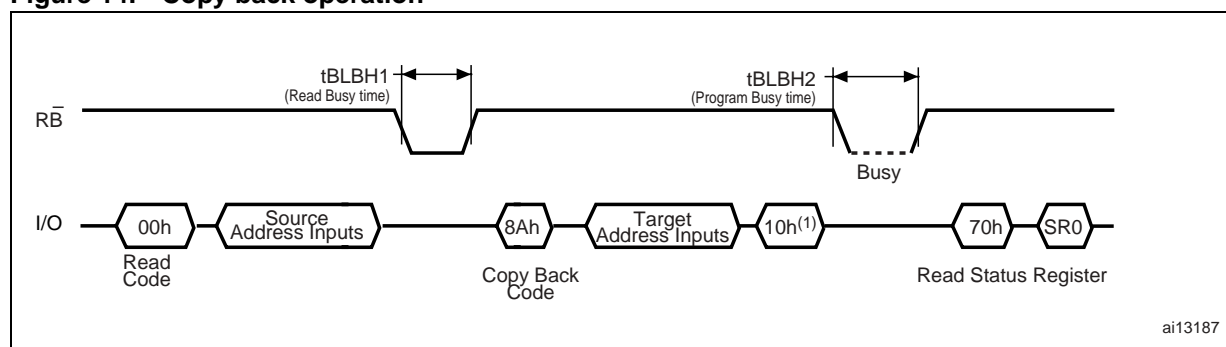 Figure 14. Copy back operation
tBLBH1
(Read Busy time)
tBLBH2
(Program Busy time)
RB̅
Busy
I/O
00h
Source
Address Inputs
8Ah
Target
Address Inputs
10h(1)
70h
SR0
Read
Code
Copy Back
Code
Read Status Register
ai13187